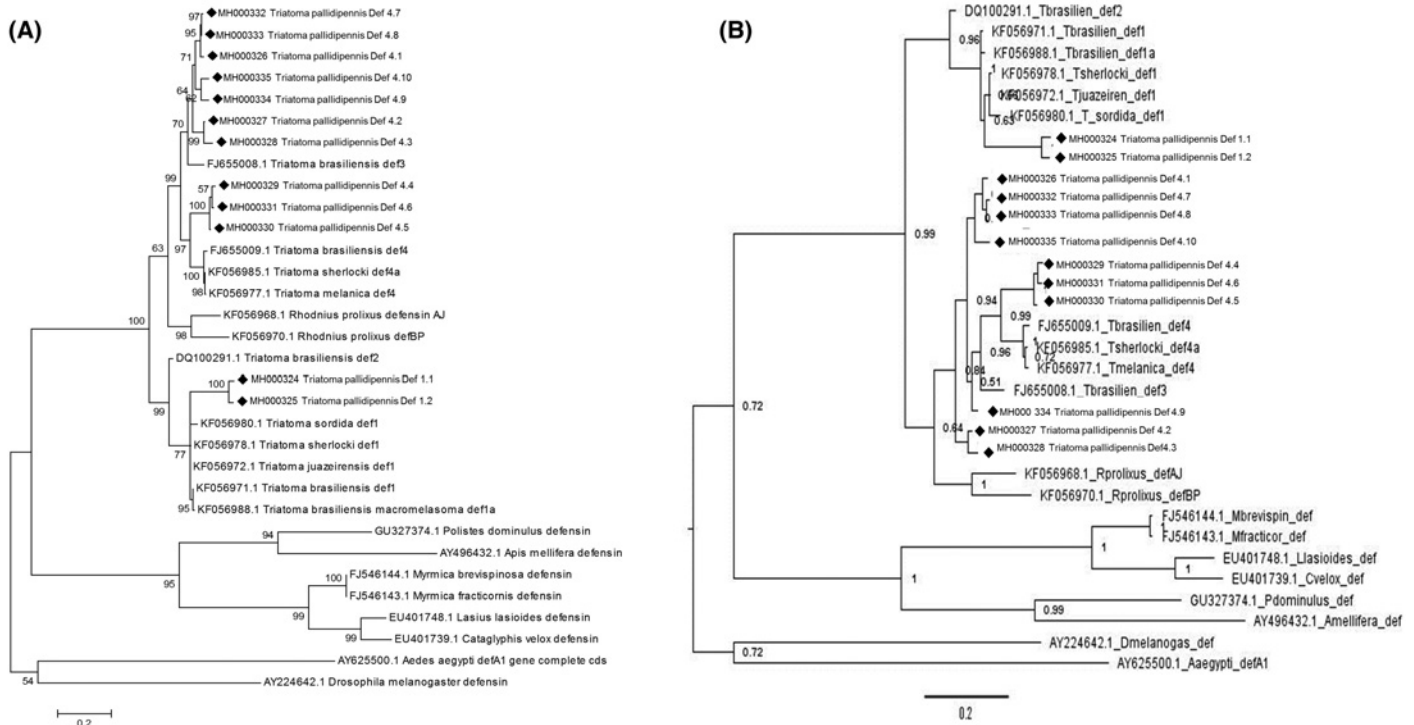 (A)
97
MH000332 Triatoma pallidipennis Def 4.7
95
MH000333 Triatoma pallidipennis Def 4.8
71
MH000326 Triatoma pallidipennis Def 4.1
MH000335 Triatoma pallidipennis Def 4.10
64
62
MH000334 Triatoma pallidipennis Def 4.9
70
MH000327 Triatoma pallidipennis Def 4.2
99
MH000328 Triatoma pallidipennis Def 4.3
FJ655008.1 Triatoma brasiliensis def3
99
57
MH000329 Triatoma pallidipennis Def 4.4
100
MH000331 Triatoma pallidipennis Def 4.6
MH000330 Triatoma pallidipennis Def 4.5
63
97
FJ655009.1 Triatoma brasiliensis def4
100
KF056985.1 Triatoma sherlocki def4a
98
KF056977.1 Triatoma melanica def4
100
KF056968.1 Rhodnius prolixus defensin AJ
98
KF056970.1 Rhodnius prolixus defBP
DQ100291.1 Triatoma brasiliensis def2
100
MH000324 Triatoma pallidipennis Def 1.1
MH000325 Triatoma pallidipennis Def 1.2
99
KF056980.1 Triatoma sordida def1
KF056978.1 Triatoma sherlocki def1
77
KF056972.1 Triatoma juazeirensis def1
KF056971.1 Triatoma brasiliensis def1
95
KF056988.1 Triatoma brasiliensis macromelasoma def1a
94
GU327374.1 Polistes dominulus defensin
AY496432.1 Apis mellifera defensin
95
100
FJ546144.1 Myrmica brevispinosa defensin
FJ546143.1 Myrmica fracticornis defensin
99
EU401748.1 Lasius lasioides defensin
99
EU401739.1 Cataglyphis velox defensin
AY625500.1 Aedes aegypti defA1 gene complete cds
54
AY224642.1 Drosophila melanogaster defensin
0.2
(B)
DQ100291.1_Tbrasilien_def2
0.96
KF056971.1_Tbrasilien_def1
KF056988.1_Tbrasilien_def1a
1
KF056978.1_Tsherlocki_def1
KF056972.1_Tjuazeiren_def1
0.63
KF056980.1_T_sordida_def1
MH000324 Triatoma pallidipennis Def 1.1
MH000325 Triatoma pallidipennis Def 1.2
MH000326 Triatoma pallidipennis Def 4.1
MH000332 Triatoma pallidipennis Def 4.7
MH000333 Triatoma pallidipennis Def 4.8
0.99
MH000335 Triatoma pallidipennis Def 4.10
MH000329 Triatoma pallidipennis Def 4.4
MH000331 Triatoma pallidipennis Def 4.6
0.94
MH000330 Triatoma pallidipennis Def 4.5
0.99
FJ655009.1_Tbrasilien_def4
KF056985.1_Tsherlocki_def4a
0.96
0.72
KF056977.1_Tmelanica_def4
0.84
0.51
FJ655008.1_Tbrasilien_def3
MH000 334 Triatoma pallidipennis Def 4.9
0.64
MH000327 Triatoma pallidipennis Def 4.2
MH000328 Triatoma pallidipennis Def4.3
0.72
KF056968.1_Rprolixus_defAJ
1
KF056970.1_Rprolixus_defBP
FJ546144.1_Mbrevispin_def
1
FJ546143.1_Mfracticor_def
1
EU401748.1_Llasioides_def
1
EU401739.1_Cvelox_def
1
GU327374.1_Pdominulus_def
0.99
AY496432.1_Amellifera_def
AY224642.1_Dmelanogas_def
0.72
AY625500.1_Aaegypti_defA1
0.2